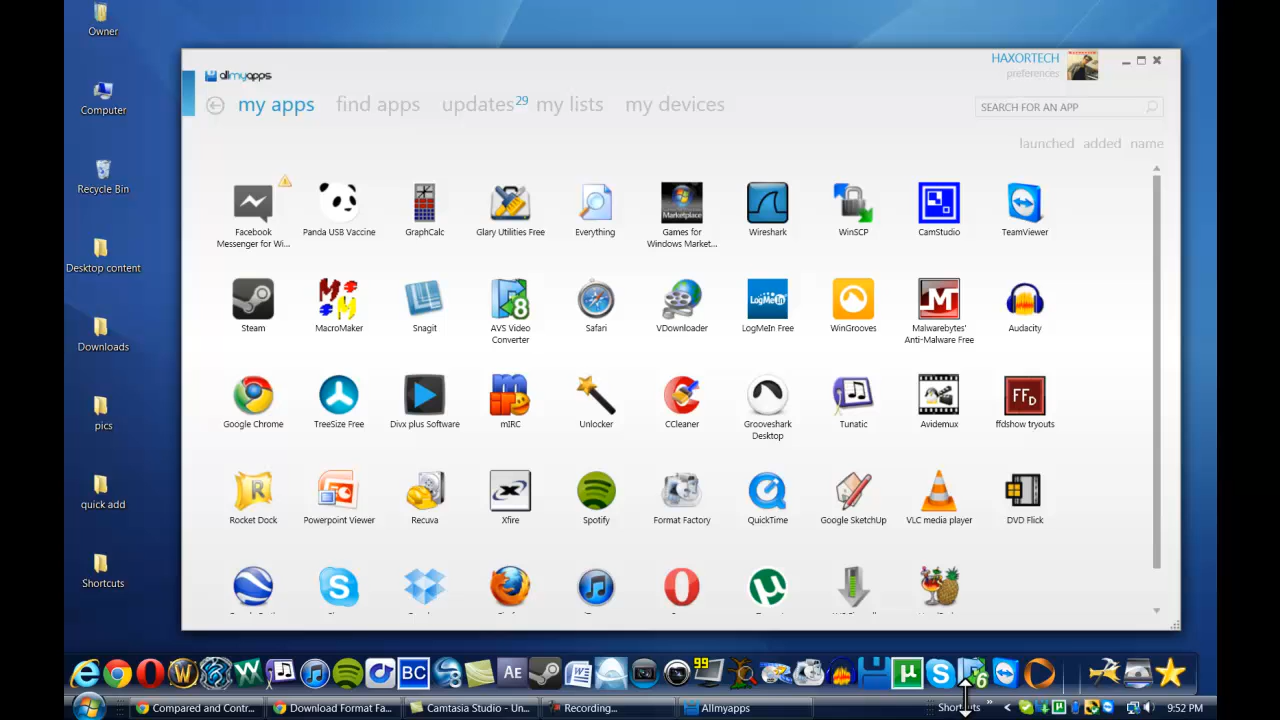 Owner
Computer
Recycle Bin
Desktop content
Downloads
pics
quick add
Shortcuts
allmyapps
HAXORTECH
preferences
my apps find apps updates 29 my lists my devices
SEARCH FOR AN APP
launched added name
Facebook Messenger for Wi...
Panda USB Vaccine
GraphCalc
Glary Utilities Free
Everything
Games for Windows Market...
Wireshark
WinSCP
CamStudio
TeamViewer
Steam
MacroMaker
Snagit
AVS Video Converter
Safari
VDownloader
LogMeIn Free
WinGrooves
Malwarebytes' Anti-Malware Free
Audacity
Google Chrome
TreeSize Free
Divx plus Software
mIRC
Unlocker
CCleaner
Grooveshark Desktop
Tunatic
Avidemux
ffdshow tryouts
Rocket Dock
Powerpoint Viewer
Recuva
Xfire
Spotify
Format Factory
QuickTime
Google SketchUp
VLC media player
DVD Flick
Compared and Contr...
Download Format Fa...
Camtasia Studio - Un...
Recording...
Allmyapps
9:52 PM